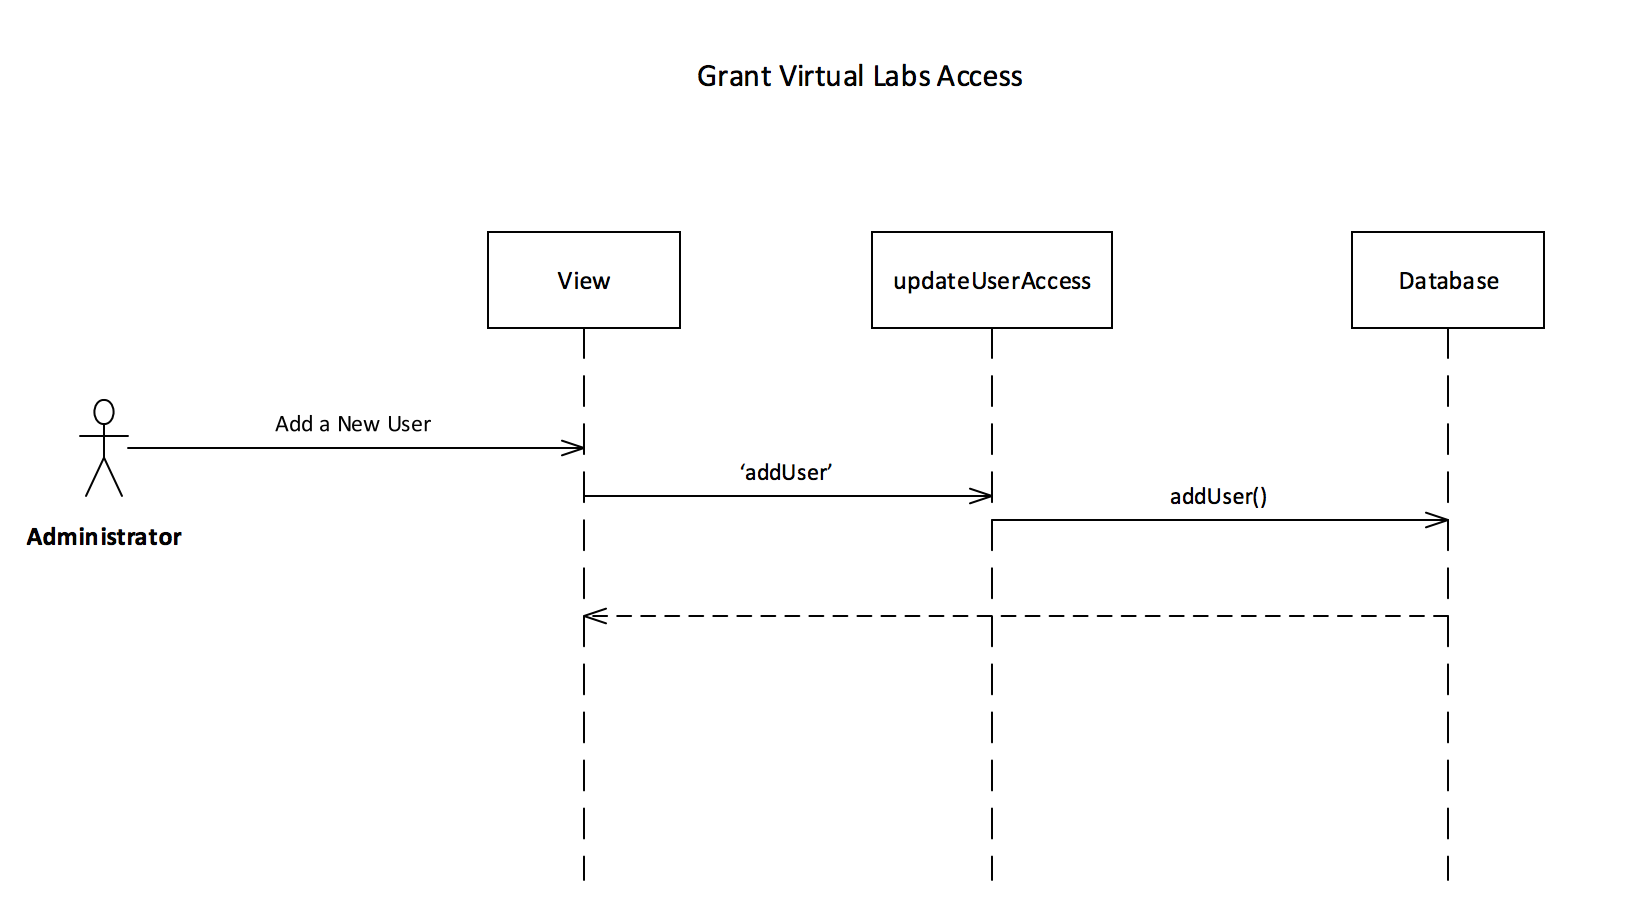 Grant Virtual Labs Access
View
updateUserAccess
Database
Add a New User
‘addUser’
addUser()
Administrator